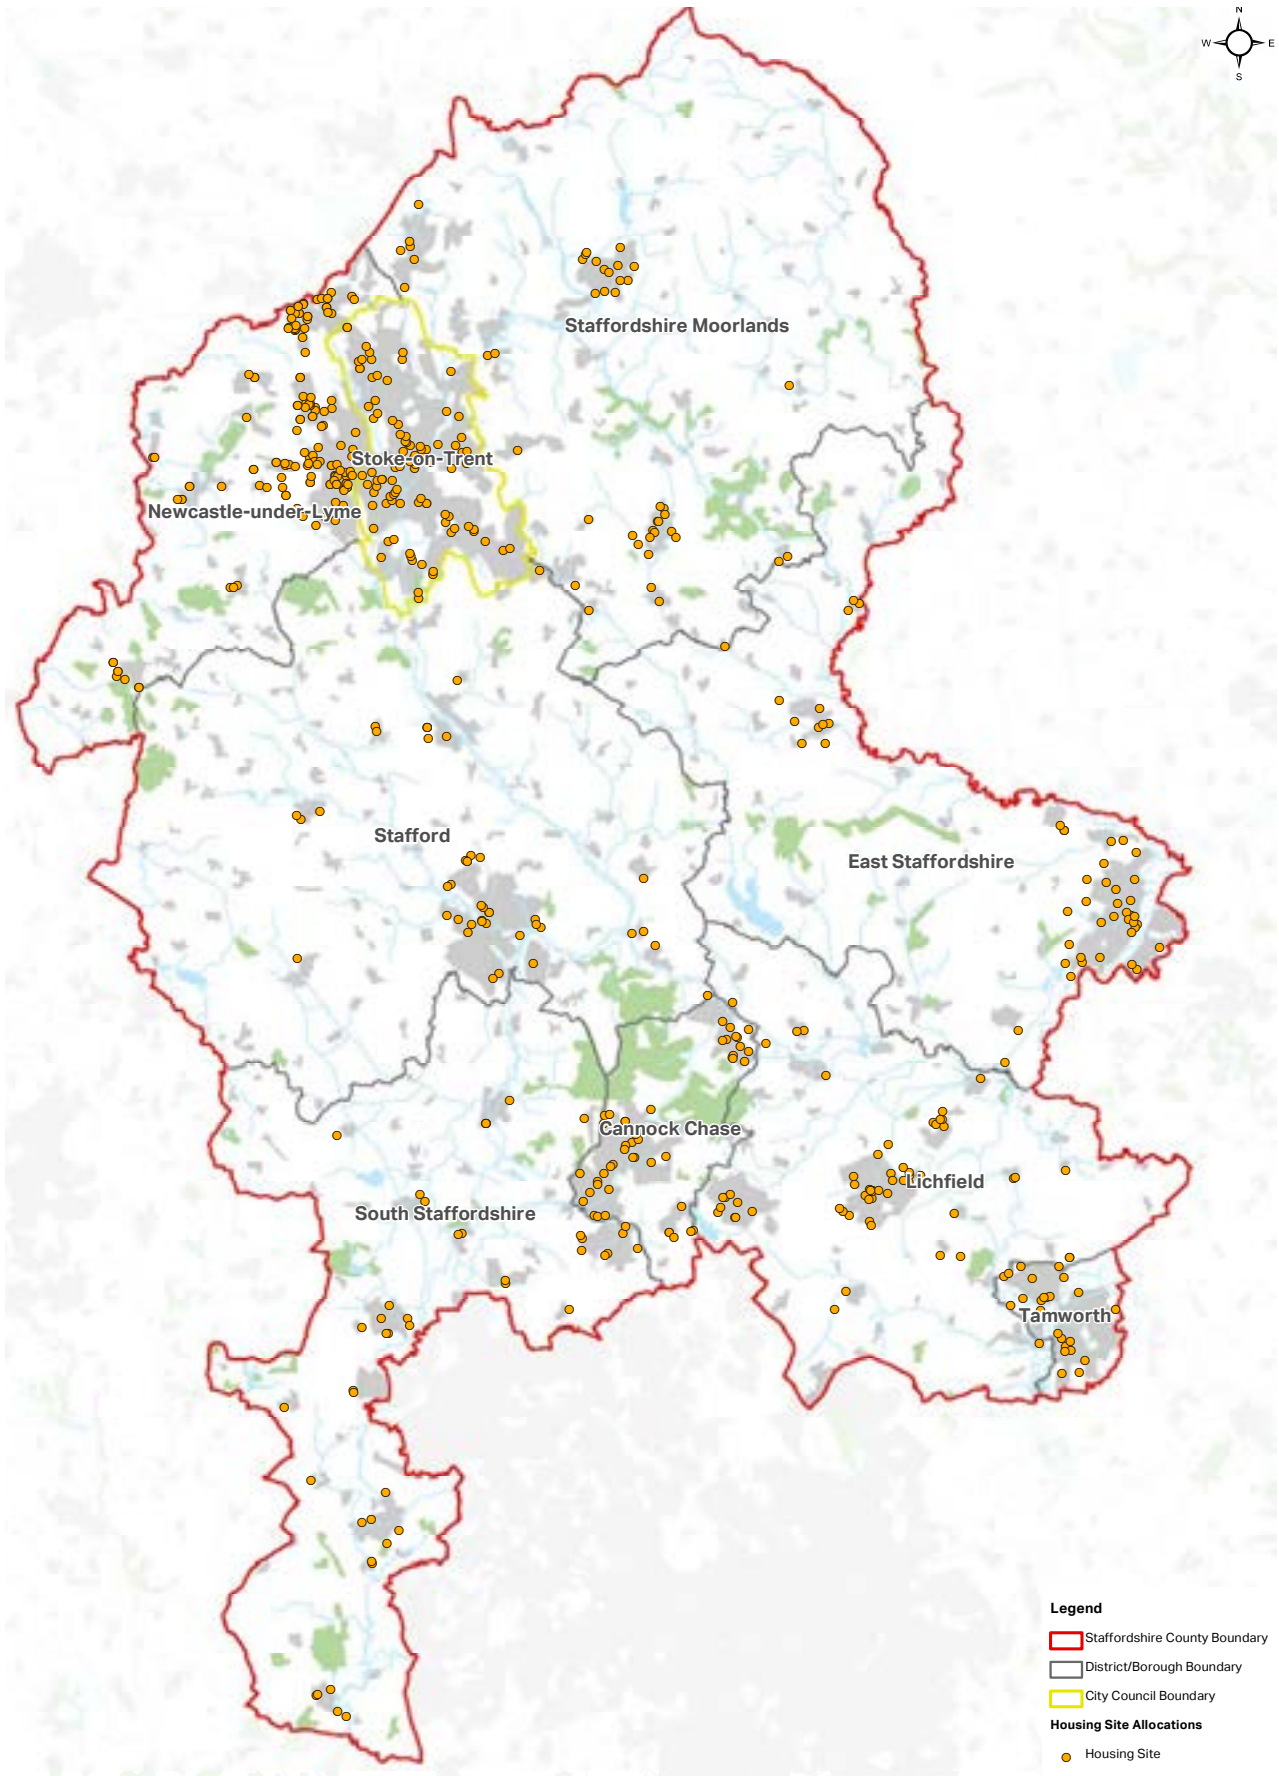 N
W E
S
Staffordshire Moorlands
Stoke-on-Trent
Newcastle-under-Lyme
Stafford
East Staffordshire
Cannock Chase
Lichfield
South Staffordshire
Tamworth
Legend
Staffordshire County Boundary
District/Borough Boundary
City Council Boundary
Housing Site Allocations
Housing Site